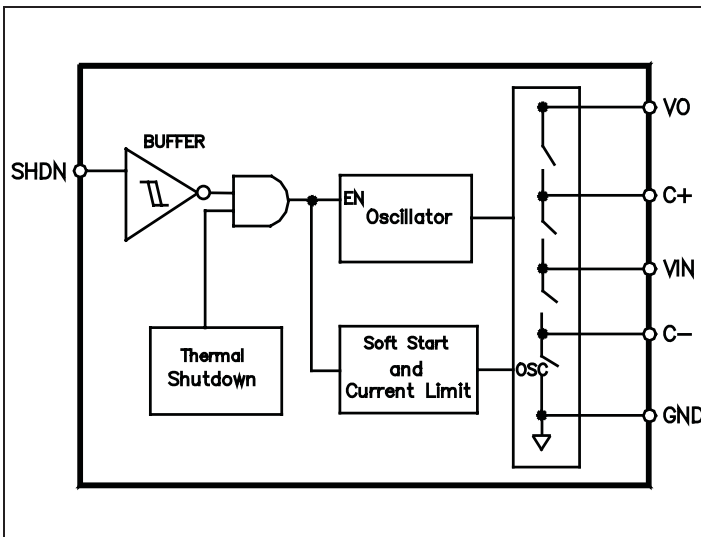 BUFFER
SHDN
EN
Oscillator
Thermal
Shutdown
Soft Start
and
Current Limit
OSC
VO
C+
VIN
C−
GND